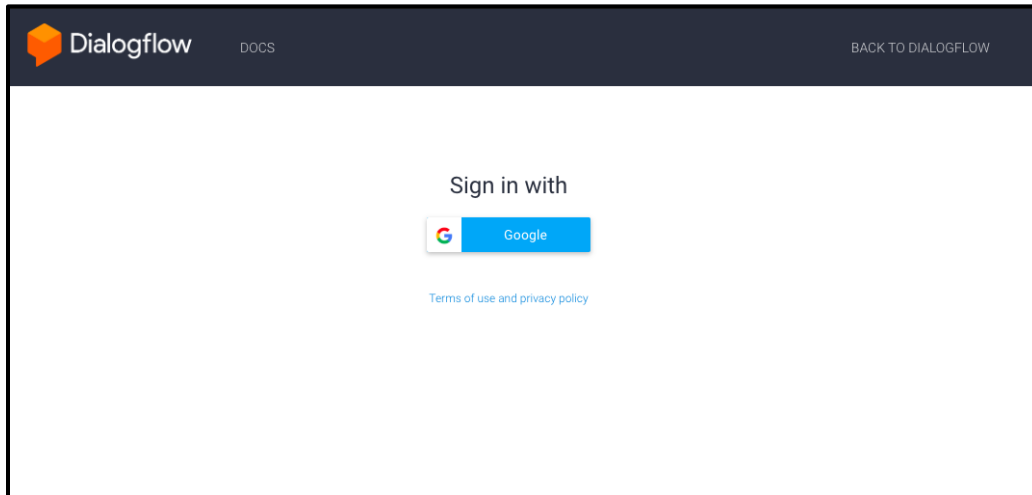 Dialogflow DOCS BACK TO DIALOGFLOW
Sign in with
Google
Terms of use and privacy policy